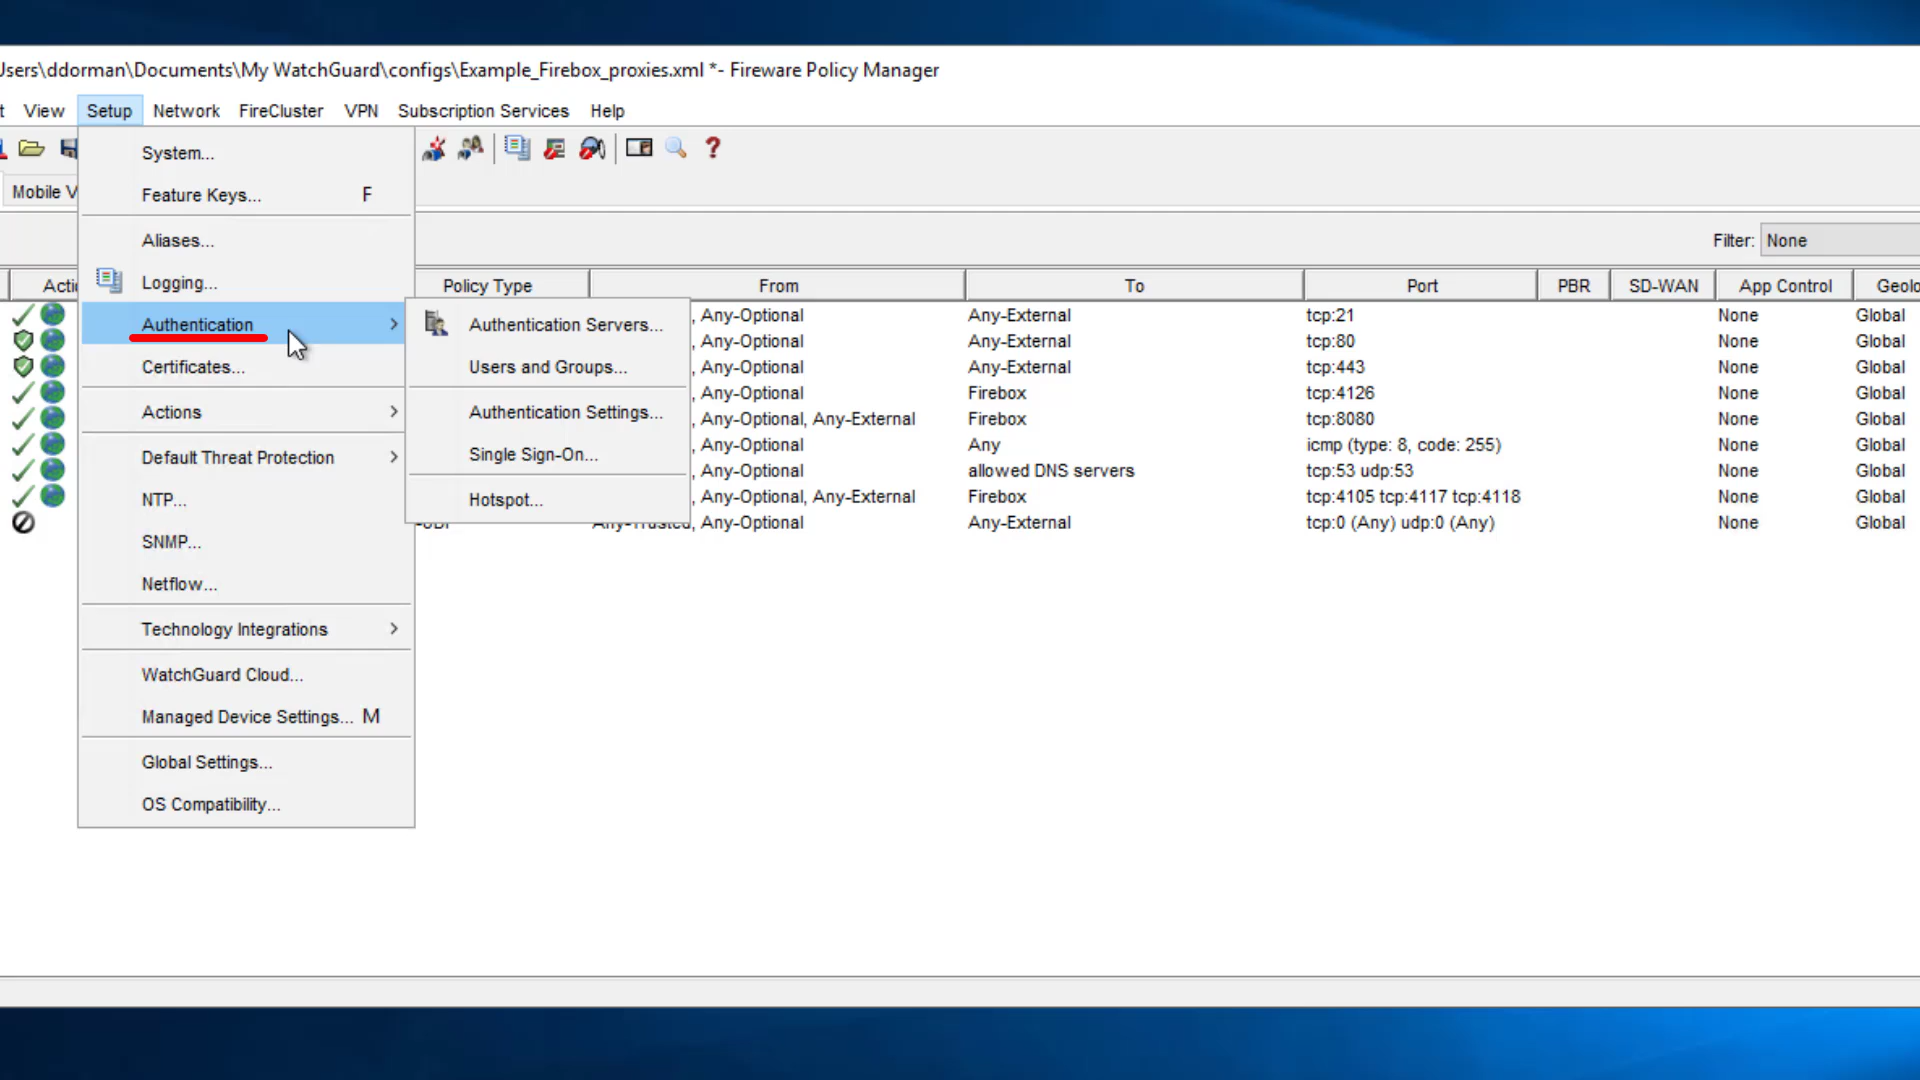 Users\ddorman\Documents\My WatchGuard\configs\Example_Firebox_proxies.xml *- Fireware Policy Manager
t View Setup Network FireCluster VPN Subscription Services Help
System...
Mobile V
Feature Keys... F
Aliases...
Filter: None
Logging...
Acti Policy Type From To Port PBR SD-WAN App Control Geolo
Authentication
Certificates...
Actions
Default Threat Protection
NTP...
SNMP...
Netflow...
Technology Integrations
WatchGuard Cloud...
Managed Device Settings... M
Global Settings...
OS Compatibility...
Authentication Servers...
Users and Groups...
Authentication Settings...
Single Sign-On...
Hotspot...
, Any-Optional Any-External tcp:21 None Global
, Any-Optional Any-External tcp:80 None Global
, Any-Optional Any-External tcp:443 None Global
, Any-Optional Firebox tcp:4126 None Global
, Any-Optional, Any-External Firebox tcp:8080 None Global
, Any-Optional Any icmp (type: 8, code: 255) None Global
, Any-Optional allowed DNS servers tcp:53 udp:53 None Global
, Any-Optional, Any-External Firebox tcp:4105 tcp:4117 tcp:4118 None Global
Any-Trusted, Any-Optional Any-External tcp:0 (Any) udp:0 (Any) None Global